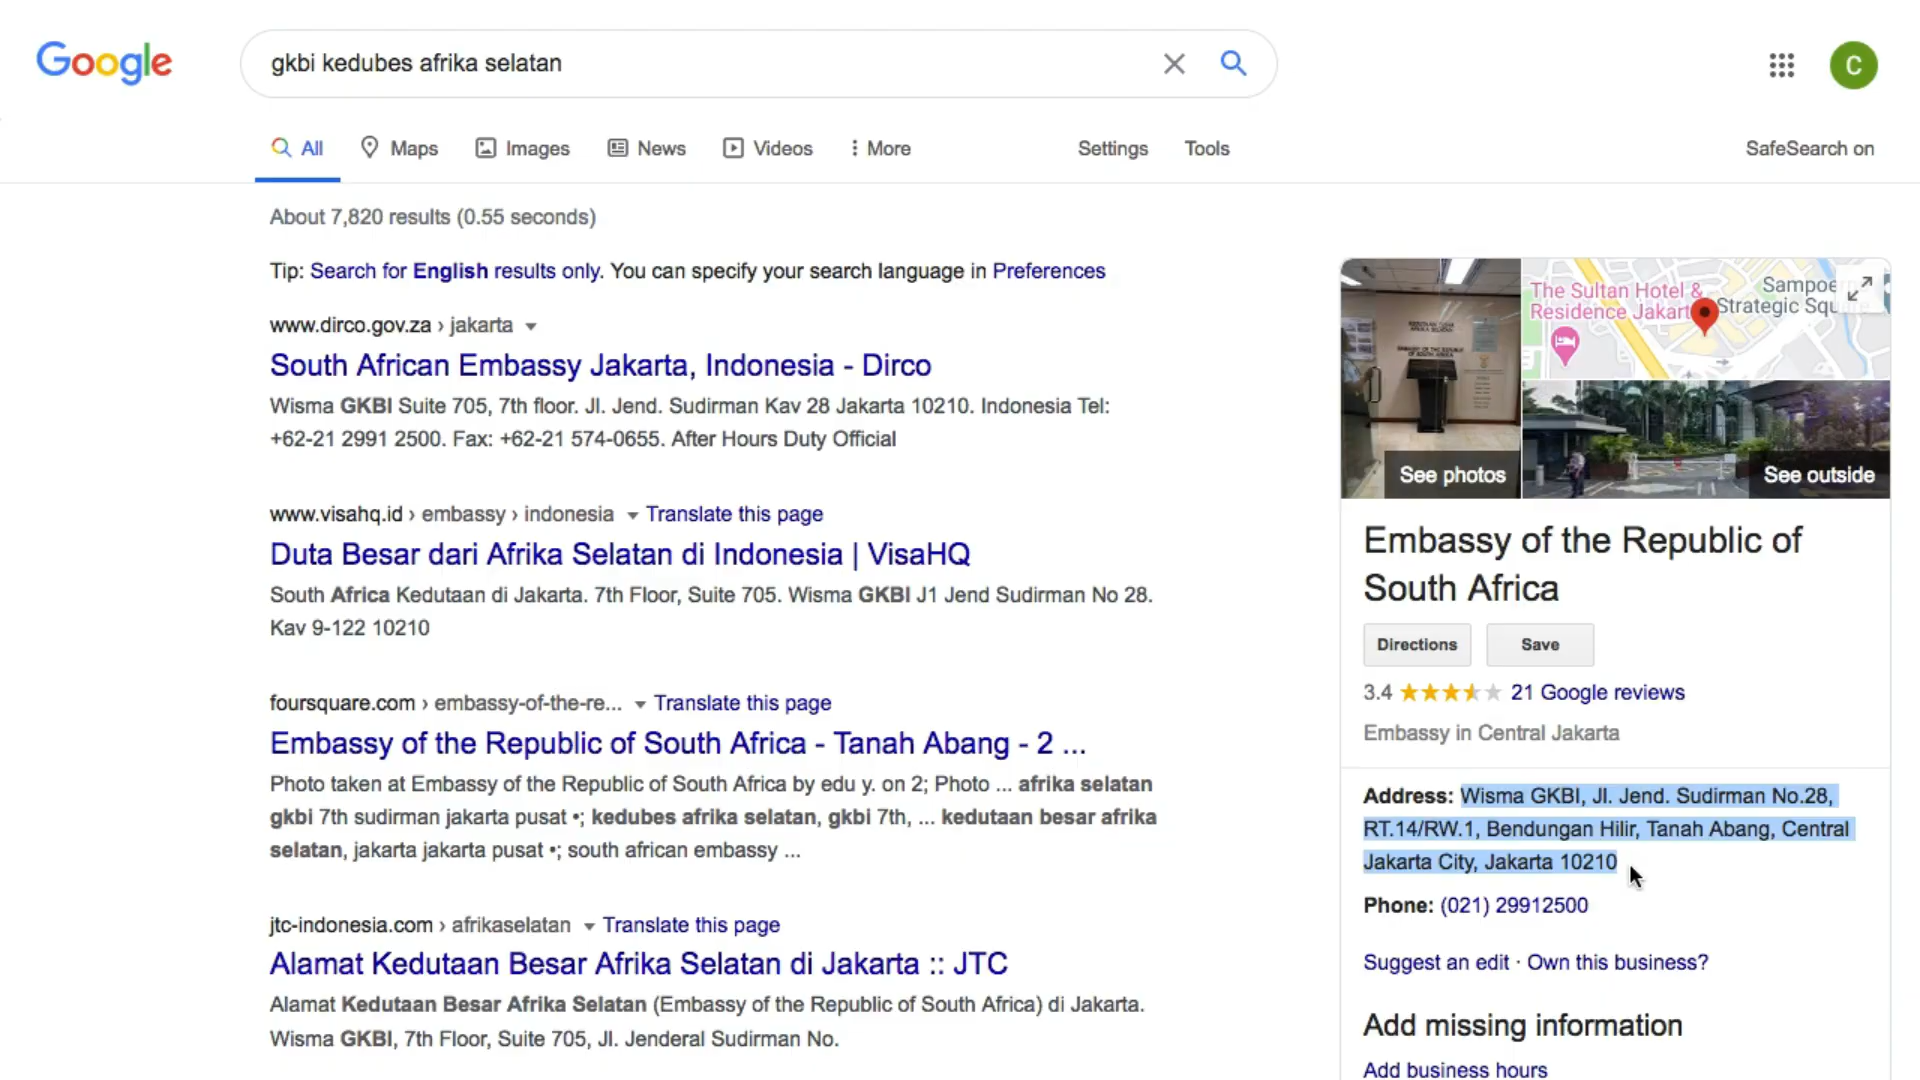 Google
gkbi kedubes afrika selatan
C
All
Maps
Images
News
Videos
More
Settings
Tools
SafeSearch on
About 7,820 results (0.55 seconds)
Tip: Search for English results only. You can specify your search language in Preferences
www.dirco.gov.za › jakarta
South African Embassy Jakarta, Indonesia - Dirco
Wisma GKBI Suite 705, 7th floor. Jl. Jend. Sudirman Kav 28 Jakarta 10210. Indonesia Tel:
+62-21 2991 2500. Fax: +62-21 574-0655. After Hours Duty Official
www.visahq.id › embassy › indonesia Translate this page
Duta Besar dari Afrika Selatan di Indonesia | VisaHQ
South Africa Kedutaan di Jakarta. 7th Floor, Suite 705. Wisma GKBI J1 Jend Sudirman No 28.
Kav 9-122 10210
foursquare.com › embassy-of-the-re... Translate this page
Embassy of the Republic of South Africa - Tanah Abang - 2 ...
Photo taken at Embassy of the Republic of South Africa by edu y. on 2; Photo ... afrika selatan
gkbi 7th sudirman jakarta pusat •; kedubes afrika selatan, gkbi 7th, ... kedutaan besar afrika
selatan, jakarta jakarta pusat •; south african embassy ...
jtc-indonesia.com › afrikaselatan Translate this page
Alamat Kedutaan Besar Afrika Selatan di Jakarta :: JTC
Alamat Kedutaan Besar Afrika Selatan (Embassy of the Republic of South Africa) di Jakarta.
Wisma GKBI, 7th Floor, Suite 705, Jl. Jenderal Sudirman No.
The Sultan Hotel &
Residence Jakart
Sampoer
Strategic Squ
See photos
See outside
Embassy of the Republic of
South Africa
Directions
Save
3.4 21 Google reviews
Embassy in Central Jakarta
Address: Wisma GKBI, Jl. Jend. Sudirman No.28,
RT.14/RW.1, Bendungan Hilir, Tanah Abang, Central
Jakarta City, Jakarta 10210
Phone: (021) 29912500
Suggest an edit · Own this business?
Add missing information
Add business hours